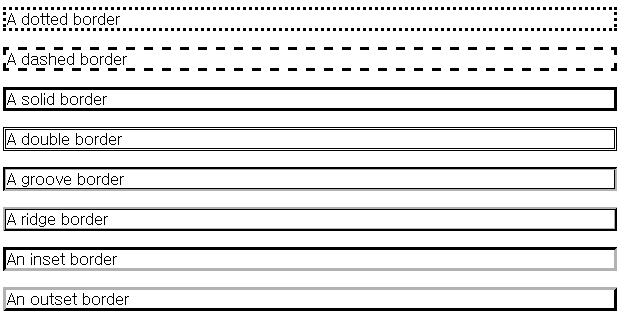 A dotted border
A dashed border
A solid border
A double border
A groove border
A ridge border
An inset border
An outset border